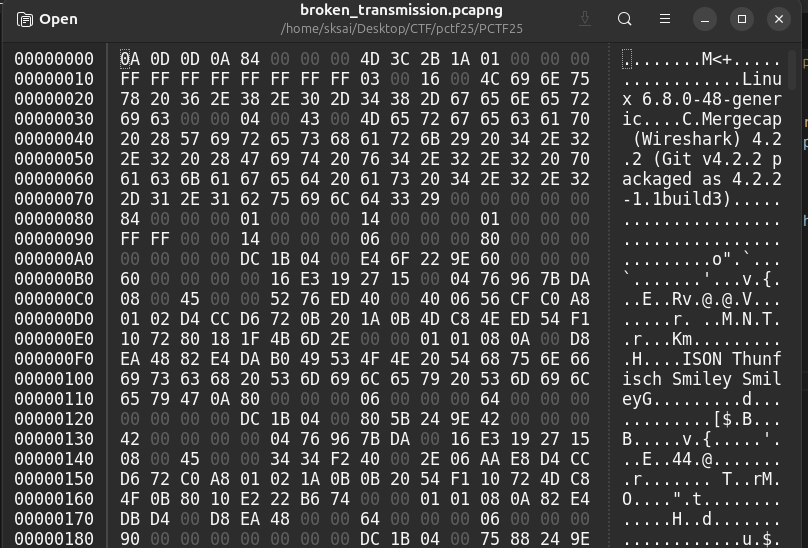 Open
broken_transmission.pcapng
/home/sksai/Desktop/CTF/pctf25/PCTF25
00000000 0A 0D 0D 0A 84 00 00 00 4D 3C 2B 1A 01 00 00 00 ........M<+.....
00000010 FF FF FF FF FF FF FF FF 03 00 16 00 4C 69 6E 75 ............Linu
00000020 78 20 36 2E 38 2E 30 2D 34 38 2D 67 65 6E 65 72 x 6.8.0-48-gener
00000030 69 63 00 00 04 00 43 00 4D 65 72 67 65 63 61 70 ic....C.Mergecap
00000040 20 28 57 69 72 65 73 68 61 72 6B 29 20 34 2E 32  (Wireshark) 4.2
00000050 2E 32 20 28 47 69 74 20 76 34 2E 32 2E 32 20 70 .2 (Git v4.2.2 p
00000060 61 63 6B 61 67 65 64 20 61 73 20 34 2E 32 2E 32 ackaged as 4.2.2
00000070 2D 31 2E 31 62 75 69 6C 64 33 29 00 00 00 00 00 -1.1build3).....
00000080 84 00 00 00 01 00 00 00 14 00 00 00 01 00 00 00 ................
00000090 FF FF 00 00 14 00 00 00 06 00 00 00 80 00 00 00 ................
000000A0 00 00 00 00 DC 1B 04 00 E4 6F 22 9E 60 00 00 00 .........o".`...
000000B0 60 00 00 00 00 16 E3 19 27 15 00 04 76 96 7B DA `.......'...v.{.
000000C0 08 00 45 00 00 52 76 ED 40 00 40 06 56 CF C0 A8 ..E..Rv.@.@.V...
000000D0 01 02 D4 CC D6 72 0B 20 1A 0B 4D C8 4E ED 54 F1 .....r. ..M.N.T.
000000E0 10 72 80 18 1F 4B 6D 2E 00 00 01 01 08 0A 00 D8 .r...Km.........
000000F0 EA 48 82 E4 DA B0 49 53 4F 4E 20 54 68 75 6E 66 .H....ISON Thunf
00000100 69 73 63 68 20 53 6D 69 6C 65 79 20 53 6D 69 6C isch Smiley Smil
00000110 65 79 47 0A 80 00 00 00 06 00 00 00 64 00 00 00 eyG.........d...
00000120 00 00 00 00 DC 1B 04 00 80 5B 24 9E 42 00 00 00 .........[$.B...
00000130 42 00 00 00 00 04 76 96 7B DA 00 16 E3 19 27 15 B.....v.{.....'.
00000140 08 00 45 00 00 34 34 F2 40 00 2E 06 AA E8 D4 CC ..E..44.@.......
00000150 D6 72 C0 A8 01 02 1A 0B 0B 20 54 F1 10 72 4D C8 .r....... T..rM.
00000160 4F 0B 80 10 E2 22 B6 74 00 00 01 01 08 0A 82 E4 O....".t........
00000170 DB D4 00 D8 EA 48 00 00 64 00 00 00 06 00 00 00 .....H..d.......
00000180 90 00 00 00 00 00 00 00 DC 1B 04 00 75 88 24 9E ............u.$.